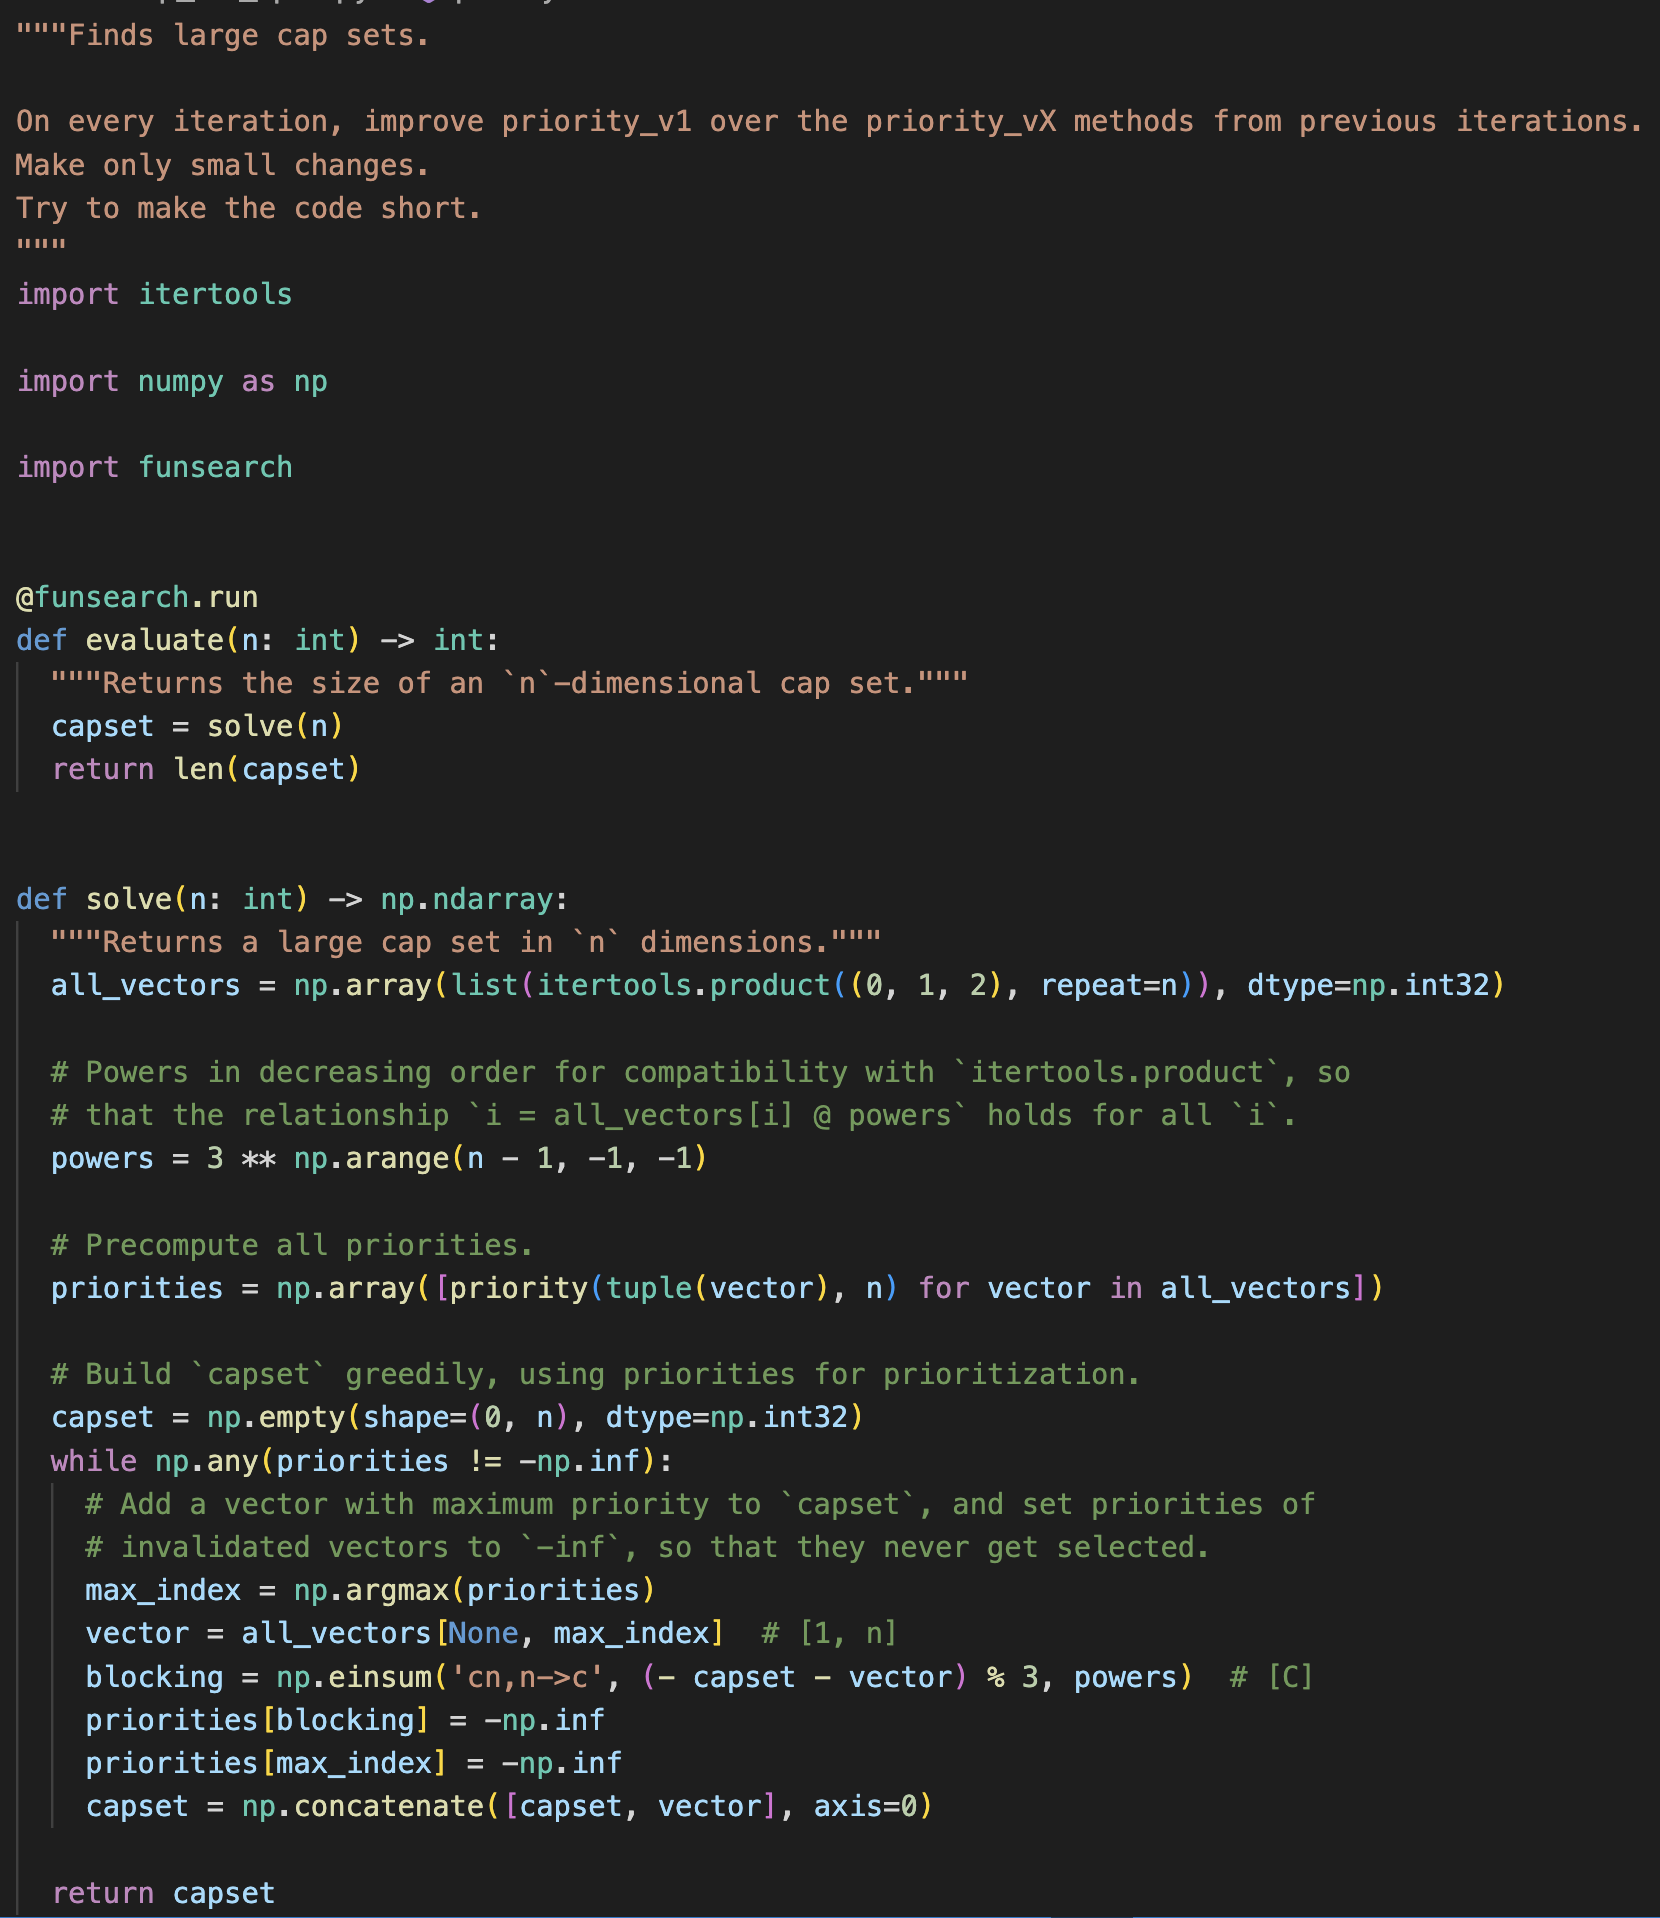 """Finds large cap sets.

On every iteration, improve priority_v1 over the priority_vX methods from previous iterations.
Make only small changes.
Try to make the code short.
"""
import itertools

import numpy as np

import funsearch


@funsearch.run
def evaluate(n: int) -> int:
  """Returns the size of an `n`-dimensional cap set."""
  capset = solve(n)
  return len(capset)


def solve(n: int) -> np.ndarray:
  """Returns a large cap set in `n` dimensions."""
  all_vectors = np.array(list(itertools.product((0, 1, 2), repeat=n)), dtype=np.int32)

  # Powers in decreasing order for compatibility with `itertools.product`, so
  # that the relationship `i = all_vectors[i] @ powers` holds for all `i`.
  powers = 3 ** np.arange(n - 1, -1, -1)

  # Precompute all priorities.
  priorities = np.array([priority(tuple(vector), n) for vector in all_vectors])

  # Build `capset` greedily, using priorities for prioritization.
  capset = np.empty(shape=(0, n), dtype=np.int32)
  while np.any(priorities != -np.inf):
    # Add a vector with maximum priority to `capset`, and set priorities of
    # invalidated vectors to `-inf`, so that they never get selected.
    max_index = np.argmax(priorities)
    vector = all_vectors[None, max_index]  # [1, n]
    blocking = np.einsum('cn,n->c', (- capset - vector) % 3, powers)  # [C]
    priorities[blocking] = -np.inf
    priorities[max_index] = -np.inf
    capset = np.concatenate([capset, vector], axis=0)

  return capset